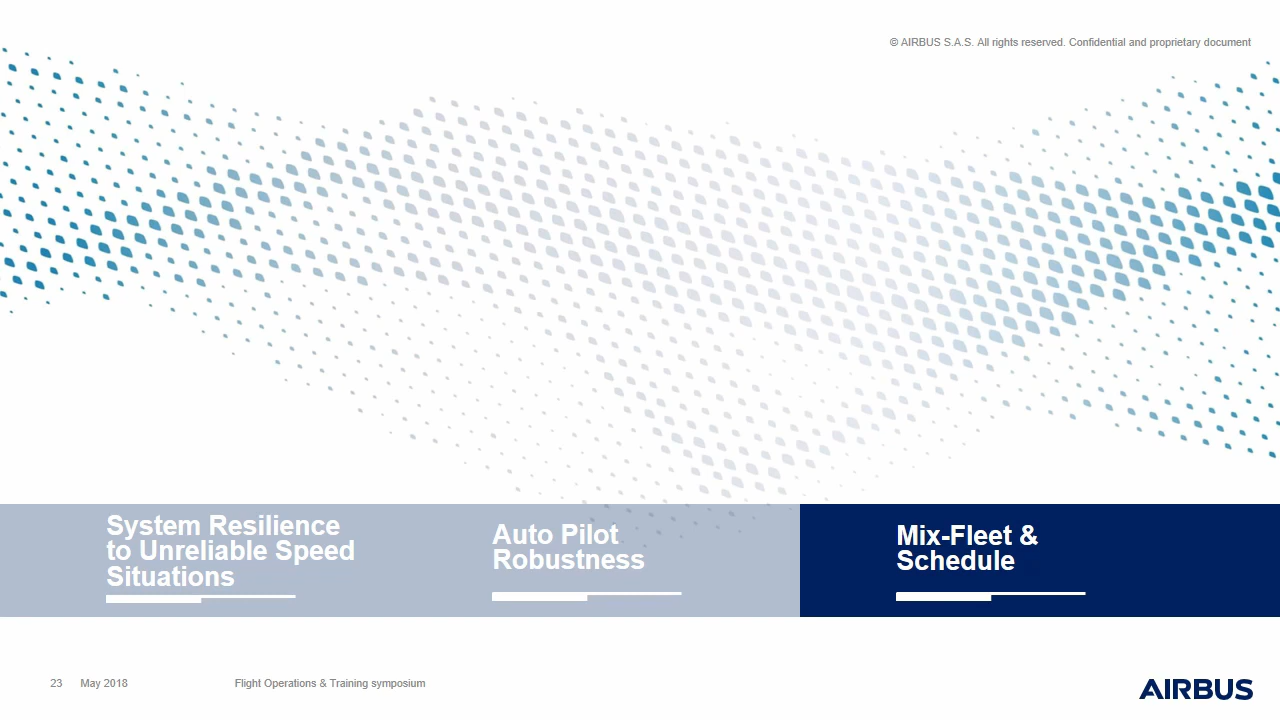 © AIRBUS S.A.S. All rights reserved. Confidential and proprietary document
System Resilience
to Unreliable Speed
Situations
Auto Pilot
Robustness
Mix-Fleet &
Schedule
23 May 2018 Flight Operations & Training symposium
AIRBUS